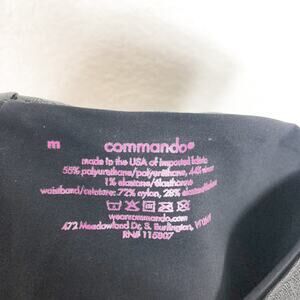 m commando®
made in the USA of imported fabric
55% polyurethane/polyuréthane, 44%
1% elastane/élasthanne
waistband/ceinture: 72% nylon, 28% elastane/élasthanne
wearcommando.com
472 Meadowland Dr, S. Burlington, VT
RN# 115807